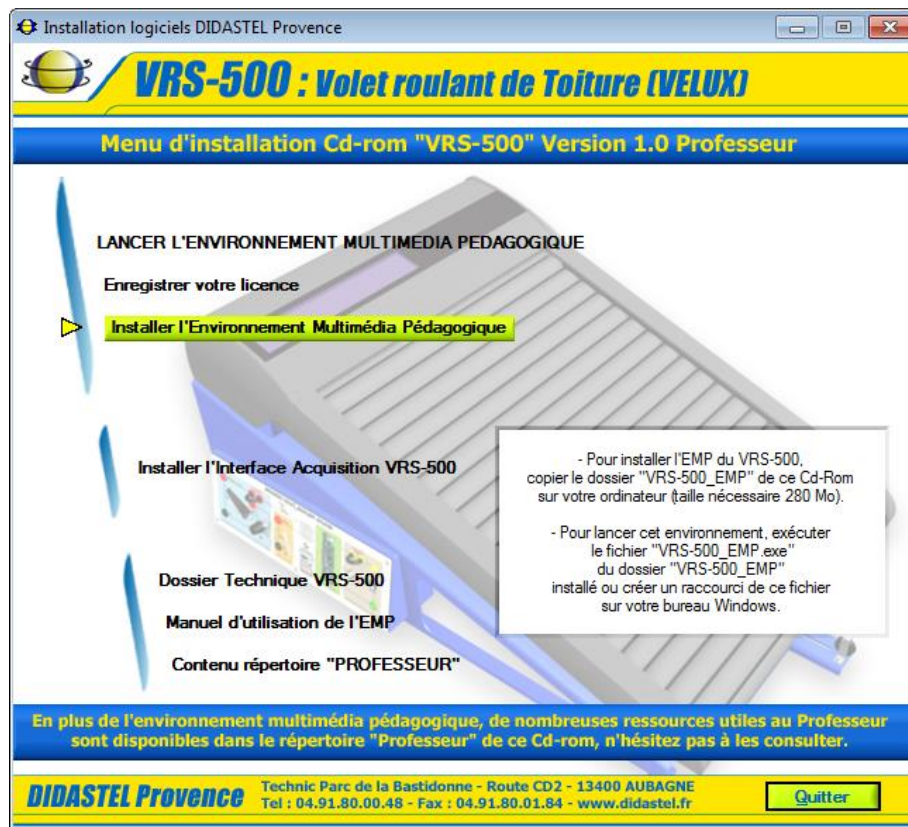 Installation logiciels DIDASTEL Provence
VRS-500 : Volet roulant de Toiture (VELUX)
Menu d'installation Cd-rom "VRS-500" Version 1.0 Professeur
LANCER L'ENVIRONNEMENT MULTIMEDIA PEDAGOGIQUE
Enregistrer votre licence
Installer l'Environnement Multimédia Pédagogique
Installer l'Interface Acquisition VRS-500
- Pour installer l'EMP du VRS-500,
copier le dossier "VRS-500_EMP" de ce Cd-Rom
sur votre ordinateur (taille nécessaire 280 Mo).
- Pour lancer cet environnement, exécuter
le fichier "VRS-500_EMP.exe"
du dossier "VRS-500_EMP"
installé ou créer un raccourci de ce fichier
sur votre bureau Windows.
Dossier Technique VRS-500
Manuel d'utilisation de l'EMP
Contenu répertoire "PROFESSEUR"
En plus de l'environnement multimédia pédagogique, de nombreuses ressources utiles au Professeur
sont disponibles dans le répertoire "Professeur" de ce Cd-rom, n'hésitez pas à les consulter.
DIDASTEL Provence
Technic Parc de la Bastidonne - Route CD2 - 13400 AUBAGNE
Tel : 04.91.80.00.48 - Fax : 04.91.80.01.84 - www.didastel.fr
Quitter